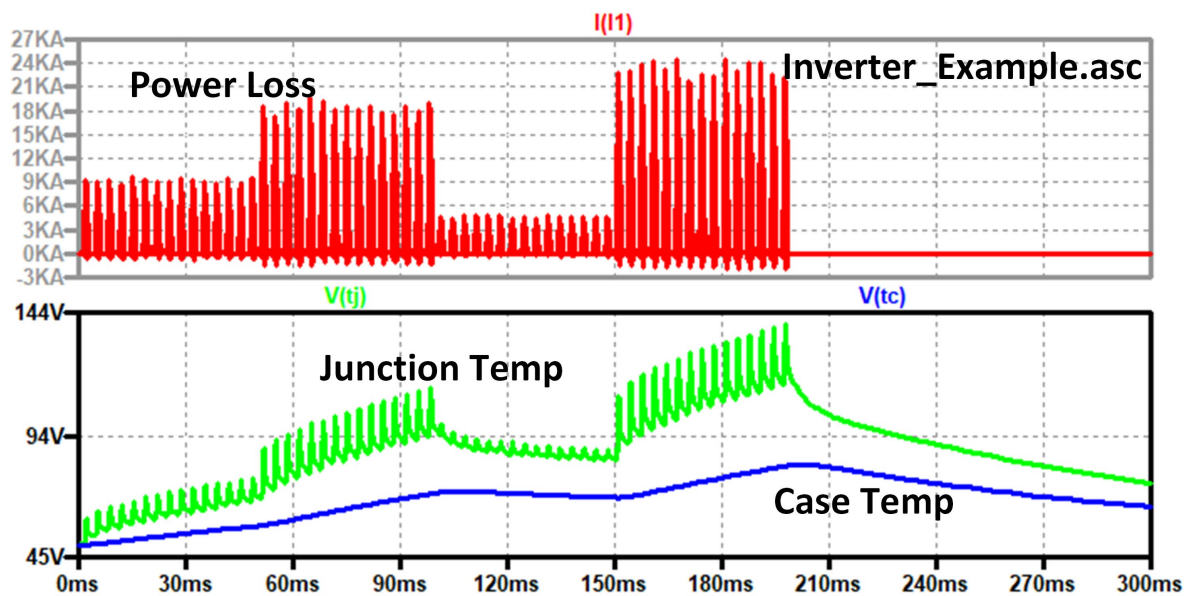 I(I1)
27KA
24KA
21KA
18KA
15KA
12KA
9KA
6KA
3KA
0KA
-3KA
Power Loss
Inverter_Example.asc
V(tj)
V(tc)
144V
94V
45V
Junction Temp
Case Temp
0ms
30ms
60ms
90ms
120ms
150ms
180ms
210ms
240ms
270ms
300ms